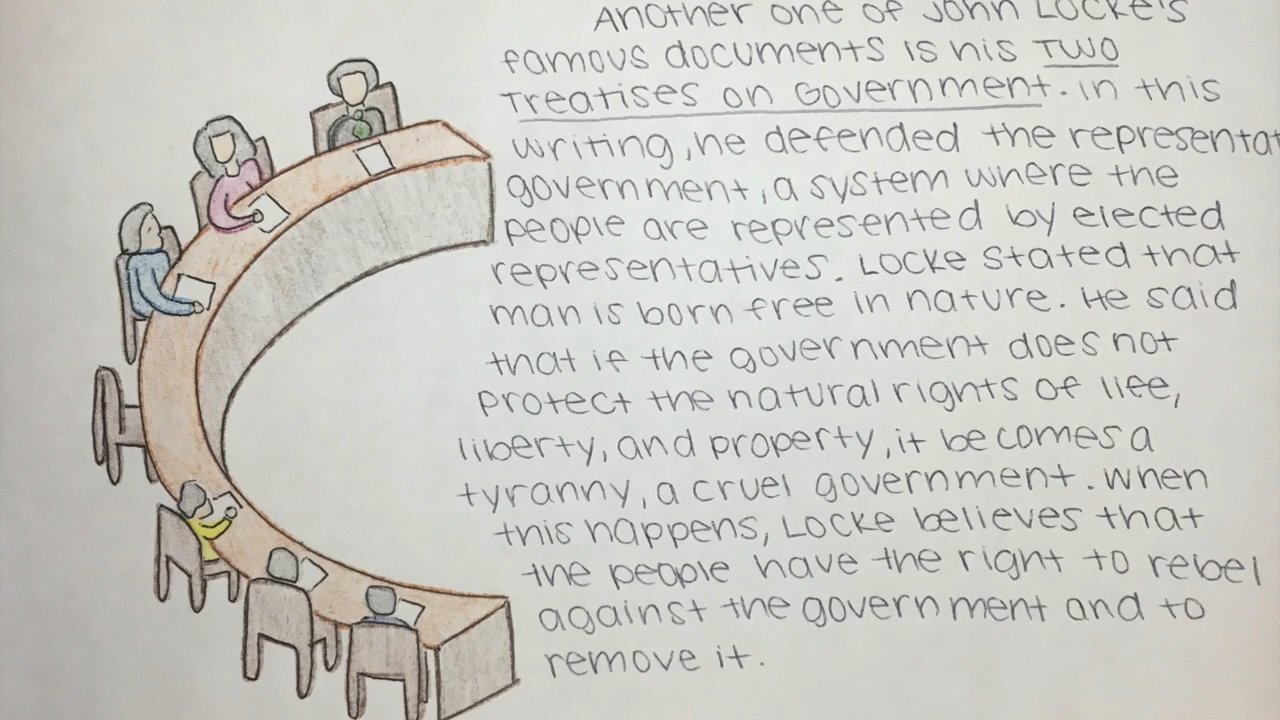 Another one of John Locke's
famous documents is his Two
Treatises on Government. In this
writing, he defended the representat
government, a system where the
people are represented by elected
representatives. Locke stated that
man is born free in nature. He said
that if the government does not
protect the natural rights of life,
liberty, and property, it becomes a
tyranny, a cruel government. When
this happens, Locke believes that
the people have the right to rebel
against the government and to
remove it.